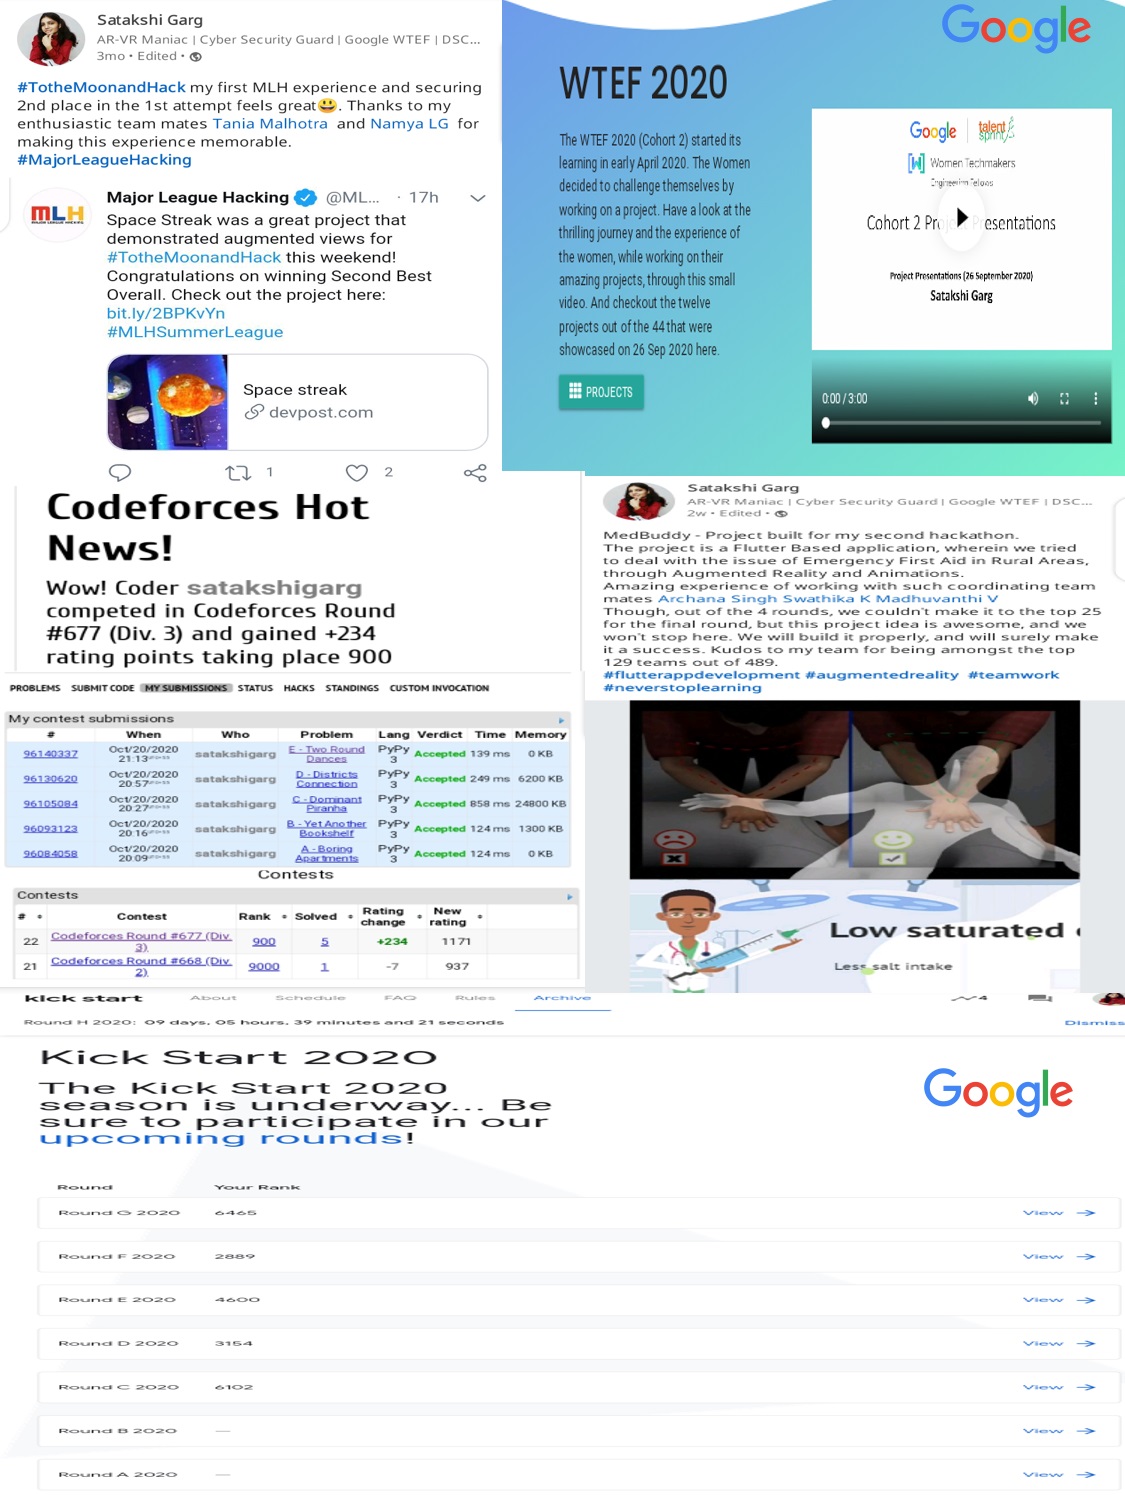 Satakshi Garg
AR-VR Maniac | Cyber Security Guard | Google WTEF | DSC...
3mo • Edited •
#TotheMoonandHack my first MLH experience and securing
2nd place in the 1st attempt feels great😃. Thanks to my
enthusiastic team mates Tania Malhotra and Namya LG for
making this experience memorable.
#MajorLeagueHacking
MLH
MAJOR LEAGUE HACKING
Major League Hacking @ML... · 17h
Space Streak was a great project that
demonstrated augmented views for
#TotheMoonandHack this weekend!
Congratulations on winning Second Best
Overall. Check out the project here:
bit.ly/2BPKvYn
#MLHSummerLeague
Space streak
devpost.com
1
2
Google
WTEF 2020
The WTEF 2020 (Cohort 2) started its
learning in early April 2020. The Women
decided to challenge themselves by
working on a project. Have a look at the
thrilling journey and the experience of
the women, while working on their
amazing projects, through this small
video. And checkout the twelve
projects out of the 44 that were
showcased on 26 Sep 2020 here.
PROJECTS
Google talent sprint
Women Techmakers
Engineering Fellows
Cohort 2 Project Presentations
Project Presentations (26 September 2020)
Satakshi Garg
0:00 / 3:00
Codeforces Hot
News!
Wow! Coder satakshigarg
competed in Codeforces Round
#677 (Div. 3) and gained +234
rating points taking place 900
PROBLEMS SUBMIT CODE MY SUBMISSIONS STATUS HACKS STANDINGS CUSTOM INVOCATION
My contest submissions
# When Who Problem Lang Verdict Time Memory
96140337 Oct/20/2020 21:13 satakshigarg E - Two Round Dances PyPy 3 Accepted 139 ms 0 KB
96130620 Oct/20/2020 20:57 satakshigarg D - Districts Connection PyPy 3 Accepted 249 ms 6200 KB
96105084 Oct/20/2020 20:27 satakshigarg C - Dominant Piranha PyPy 3 Accepted 858 ms 24800 KB
96093123 Oct/20/2020 20:16 satakshigarg B - Yet Another Bookshelf PyPy 3 Accepted 124 ms 1300 KB
96084058 Oct/20/2020 20:09 satakshigarg A - Boring Apartments PyPy 3 Accepted 124 ms 0 KB
Contests
Contests
# Contest Rank Solved Rating change New rating
22 Codeforces Round #677 (Div. 3) 900 5 +234 1171
21 Codeforces Round #668 (Div. 2) 9000 1 -7 937
Satakshi Garg
AR-VR Maniac | Cyber Security Guard | Google WTEF | DSC...
2w • Edited •
MedBuddy - Project built for my second hackathon.
The project is a Flutter Based application, wherein we tried
to deal with the issue of Emergency First Aid in Rural Areas,
through Augmented Reality and Animations.
Amazing experience of working with such coordinating team
mates Archana Singh Swathika K Madhuvanthi V
Though, out of the 4 rounds, we couldn't make it to the top 25
for the final round, but this project idea is awesome, and we
won't stop here. We will build it properly, and will surely make
it a success. Kudos to my team for being amongst the top
129 teams out of 489.
#flutterappdevelopment #augmentedreality #teamwork
#neverstoplearning
Low saturated
Less salt intake
kick start About Schedule FAQ Rules Archive 4
Round H 2020: 09 days, 05 hours, 39 minutes and 21 seconds
Dismiss
Kick Start 2020
The Kick Start 2020
season is underway... Be
sure to participate in our
upcoming rounds!
Google
Round Your Rank
Round G 2020 6465 View →
Round F 2020 2889 View →
Round E 2020 4600 View →
Round D 2020 3154 View →
Round C 2020 6102 View →
Round B 2020 — View →
Round A 2020 — View →